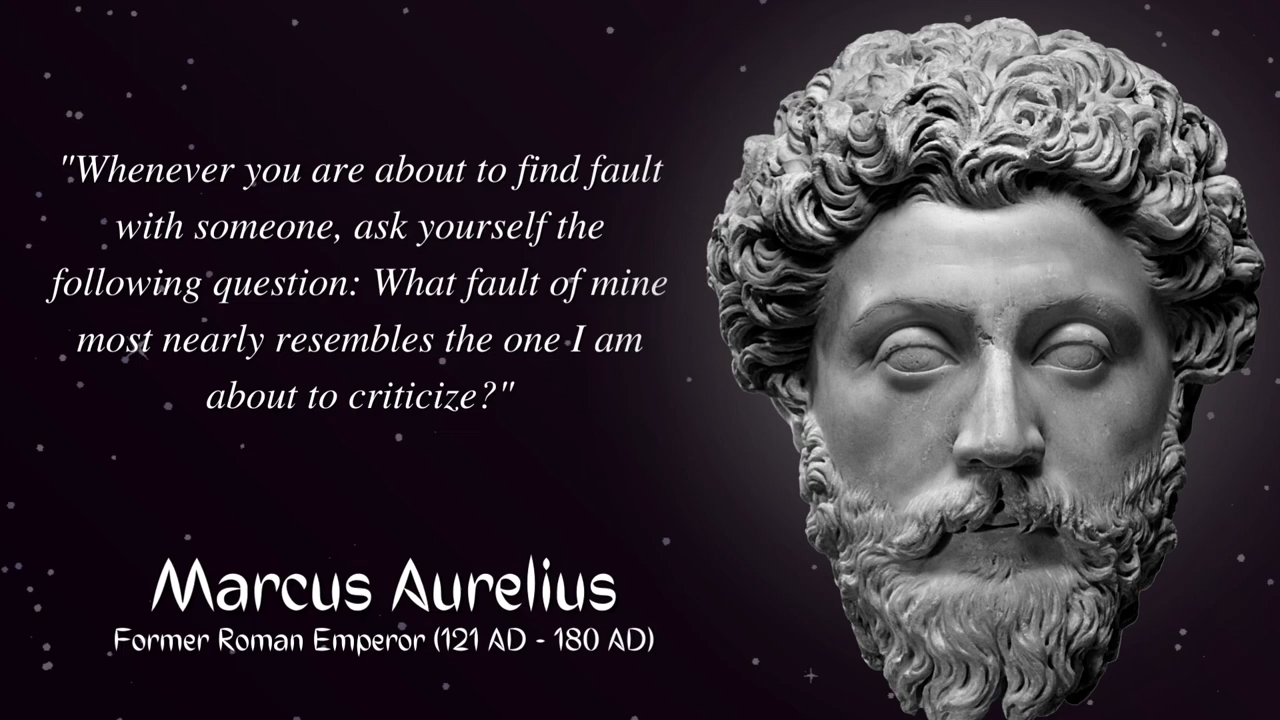 "Whenever you are about to find fault
with someone, ask yourself the
following question: What fault of mine
most nearly resembles the one I am
about to criticize?"
Marcus Aurelius
Former Roman Emperor (121 AD - 180 AD)